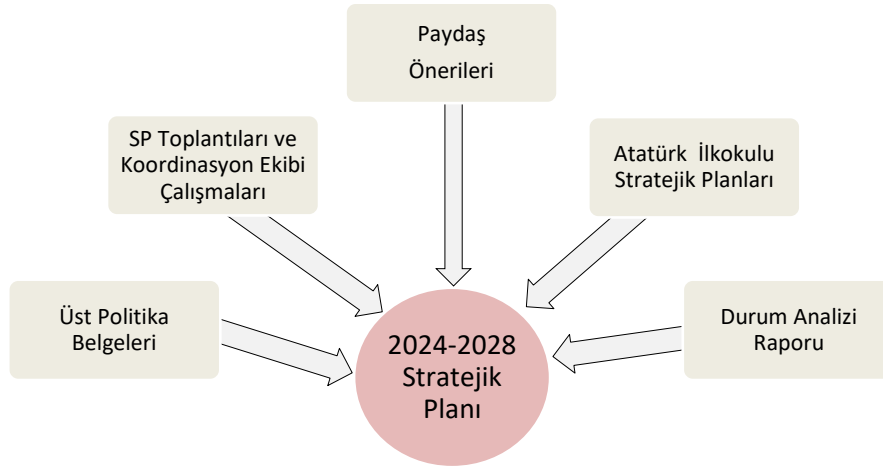 Paydaş
Önerileri
SP Toplantıları ve
Koordinasyon Ekibi
Çalışmaları
Atatürk İlkokulu
Stratejik Planları
Üst Politika
Belgeleri
Durum Analizi
Raporu
2024-2028
Stratejik
Planı